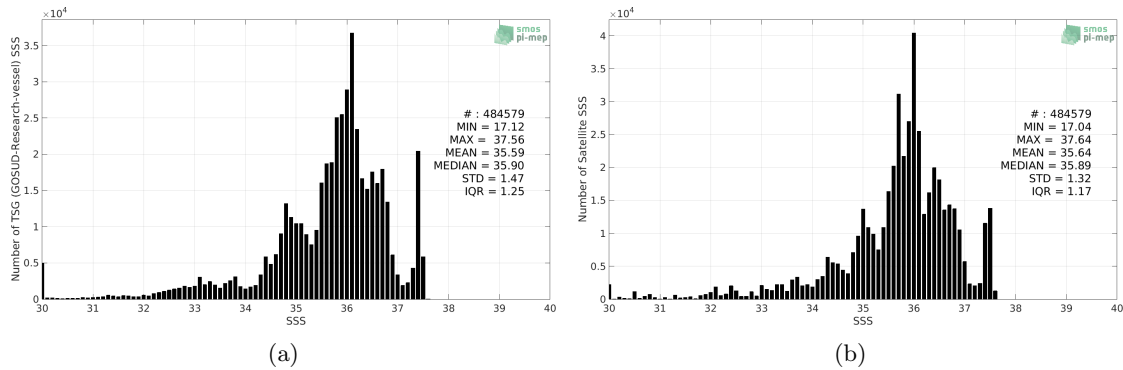 ×10⁴
3.5
3
2.5
2
1.5
1
0.5
0
30 31 32 33 34 35 36 37 38 39 40
SSS
Number of TSG (GOSUD-Research-vessel) SSS
smos
pi-mep
# : 484579
MIN = 17.12
MAX = 37.56
MEAN = 35.59
MEDIAN = 35.90
STD = 1.47
IQR = 1.25
(a)
×10⁴
4
3.5
3
2.5
2
1.5
1
0.5
0
30 31 32 33 34 35 36 37 38 39 40
SSS
Number of Satellite SSS
smos
pi-mep
# : 484579
MIN = 17.04
MAX = 37.64
MEAN = 35.64
MEDIAN = 35.89
STD = 1.32
IQR = 1.17
(b)